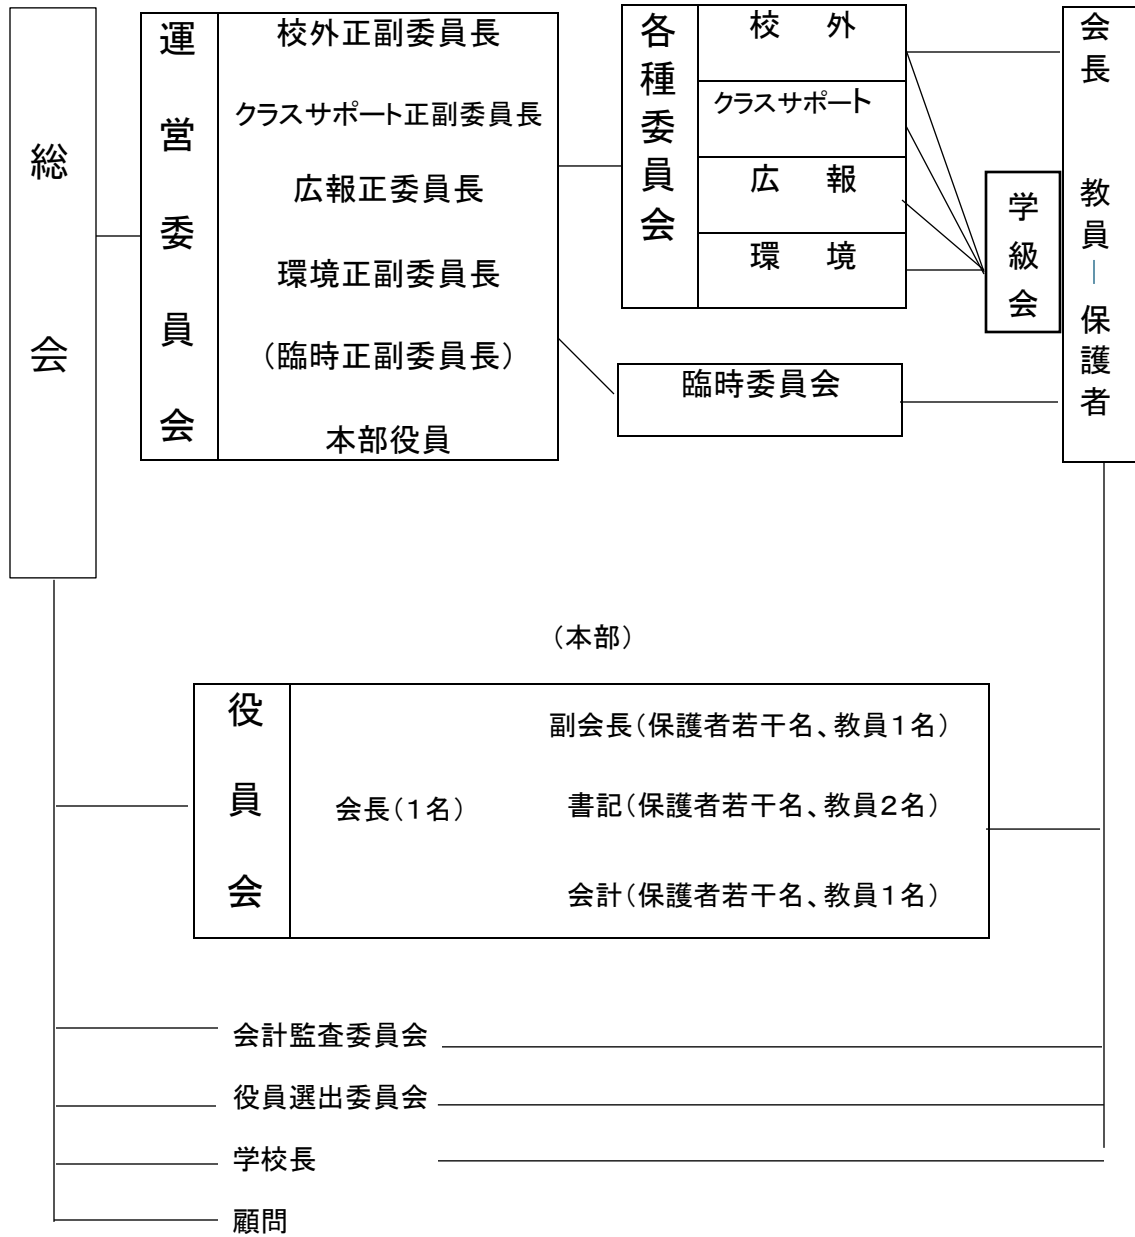 総会
運営委員会
校外正副委員長
クラスサポート正副委員長
広報正委員長
環境正副委員長
（臨時正副委員長）
本部役員
各種委員会
校　外
クラスサポート
広　報
環　境
臨時委員会
学級会
会長　教員－保護者
（本部）
役員会
会長（１名）
副会長（保護者若干名、教員１名）
書記（保護者若干名、教員２名）
会計（保護者若干名、教員１名）
会計監査委員会
役員選出委員会
学校長
顧問